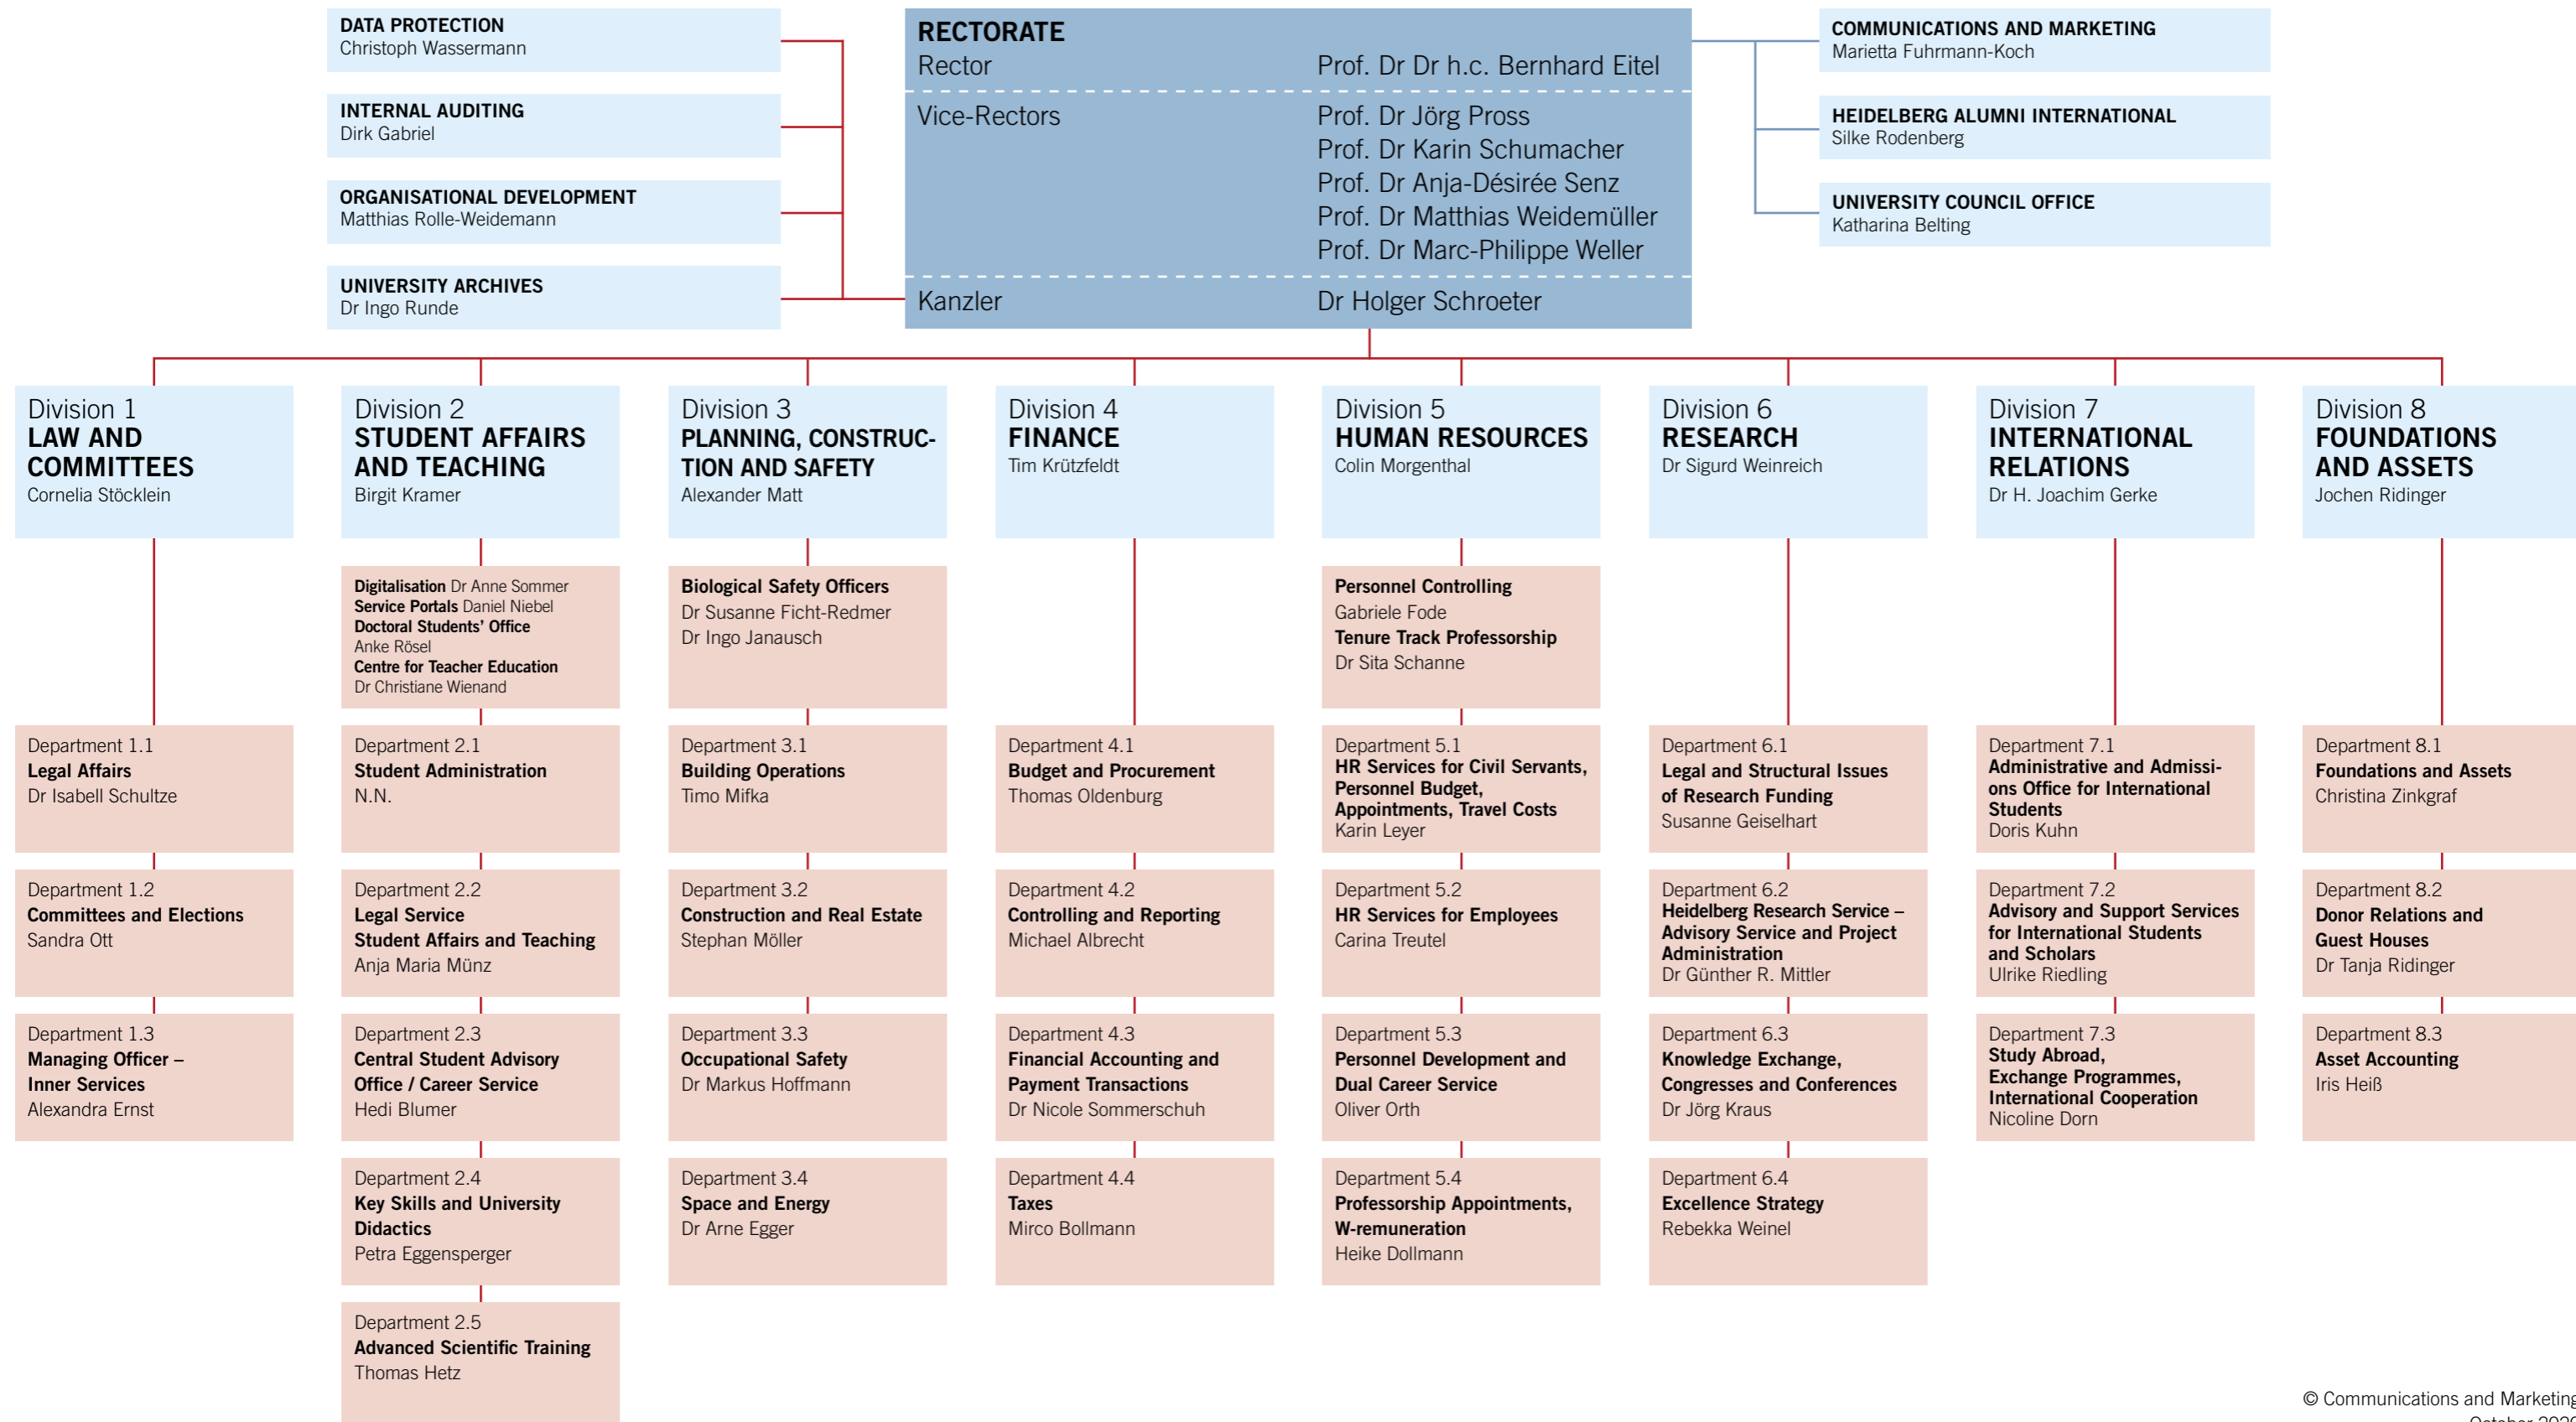 DATA PROTECTION
Christoph Wassermann
INTERNAL AUDITING
Dirk Gabriel
ORGANISATIONAL DEVELOPMENT
Matthias Rolle-Weidemann
UNIVERSITY ARCHIVES
Dr Ingo Runde
RECTORATE
Rector Prof. Dr Dr h.c. Bernhard Eitel
Vice-Rectors Prof. Dr Jörg Pross
Prof. Dr Karin Schumacher
Prof. Dr Anja-Désirée Senz
Prof. Dr Matthias Weidemüller
Prof. Dr Marc-Philippe Weller
Kanzler Dr Holger Schroeter
COMMUNICATIONS AND MARKETING
Marietta Fuhrmann-Koch
HEIDELBERG ALUMNI INTERNATIONAL
Silke Rodenberg
UNIVERSITY COUNCIL OFFICE
Katharina Belting
Division 1
LAW AND
COMMITTEES
Cornelia Stöcklein
Department 1.1
Legal Affairs
Dr Isabell Schultze
Department 1.2
Committees and Elections
Sandra Ott
Department 1.3
Managing Officer –
Inner Services
Alexandra Ernst
Division 2
STUDENT AFFAIRS
AND TEACHING
Birgit Kramer
Digitalisation Dr Anne Sommer
Service Portals Daniel Niebel
Doctoral Students’ Office
Anke Rösel
Centre for Teacher Education
Dr Christiane Wienand
Department 2.1
Student Administration
N.N.
Department 2.2
Legal Service
Student Affairs and Teaching
Anja Maria Münz
Department 2.3
Central Student Advisory
Office / Career Service
Hedi Blumer
Department 2.4
Key Skills and University
Didactics
Petra Eggensperger
Department 2.5
Advanced Scientific Training
Thomas Hetz
Division 3
PLANNING, CONSTRUC-
TION AND SAFETY
Alexander Matt
Biological Safety Officers
Dr Susanne Ficht-Redmer
Dr Ingo Janausch
Department 3.1
Building Operations
Timo Mifka
Department 3.2
Construction and Real Estate
Stephan Möller
Department 3.3
Occupational Safety
Dr Markus Hoffmann
Department 3.4
Space and Energy
Dr Arne Egger
Division 4
FINANCE
Tim Krützfeldt
Department 4.1
Budget and Procurement
Thomas Oldenburg
Department 4.2
Controlling and Reporting
Michael Albrecht
Department 4.3
Financial Accounting and
Payment Transactions
Dr Nicole Sommerschuh
Department 4.4
Taxes
Mirco Bollmann
Division 5
HUMAN RESOURCES
Colin Morgenthal
Personnel Controlling
Gabriele Fode
Tenure Track Professorship
Dr Sita Schanne
Department 5.1
HR Services for Civil Servants,
Personnel Budget,
Appointments, Travel Costs
Karin Leyer
Department 5.2
HR Services for Employees
Carina Treutel
Department 5.3
Personnel Development and
Dual Career Service
Oliver Orth
Department 5.4
Professorship Appointments,
W-remuneration
Heike Dollmann
Division 6
RESEARCH
Dr Sigurd Weinreich
Department 6.1
Legal and Structural Issues
of Research Funding
Susanne Geiselhart
Department 6.2
Heidelberg Research Service –
Advisory Service and Project
Administration
Dr Günther R. Mittler
Department 6.3
Knowledge Exchange,
Congresses and Conferences
Dr Jörg Kraus
Department 6.4
Excellence Strategy
Rebekka Weinel
Division 7
INTERNATIONAL
RELATIONS
Dr H. Joachim Gerke
Department 7.1
Administrative and Admissi-
ons Office for International
Students
Doris Kuhn
Department 7.2
Advisory and Support Services
for International Students
and Scholars
Ulrike Riedling
Department 7.3
Study Abroad,
Exchange Programmes,
International Cooperation
Nicoline Dorn
Division 8
FOUNDATIONS
AND ASSETS
Jochen Ridinger
Department 8.1
Foundations and Assets
Christina Zinkgraf
Department 8.2
Donor Relations and
Guest Houses
Dr Tanja Ridinger
Department 8.3
Asset Accounting
Iris Heiß
© Communications and Marketing
October